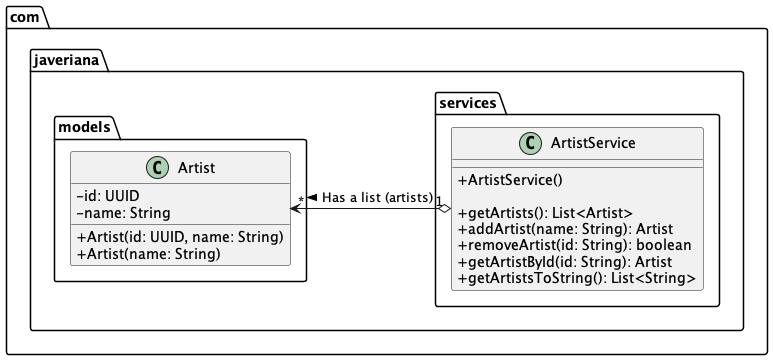 com
javeriana
models
C Artist
-id: UUID
-name: String
+Artist(id: UUID, name: String)
+Artist(name: String)
* ◄ Has a list (artists) 1
services
C ArtistService
+ArtistService()
+getArtists(): List<Artist>
+addArtist(name: String): Artist
+removeArtist(id: String): boolean
+getArtistById(id: String): Artist
+getArtistsToString(): List<String>